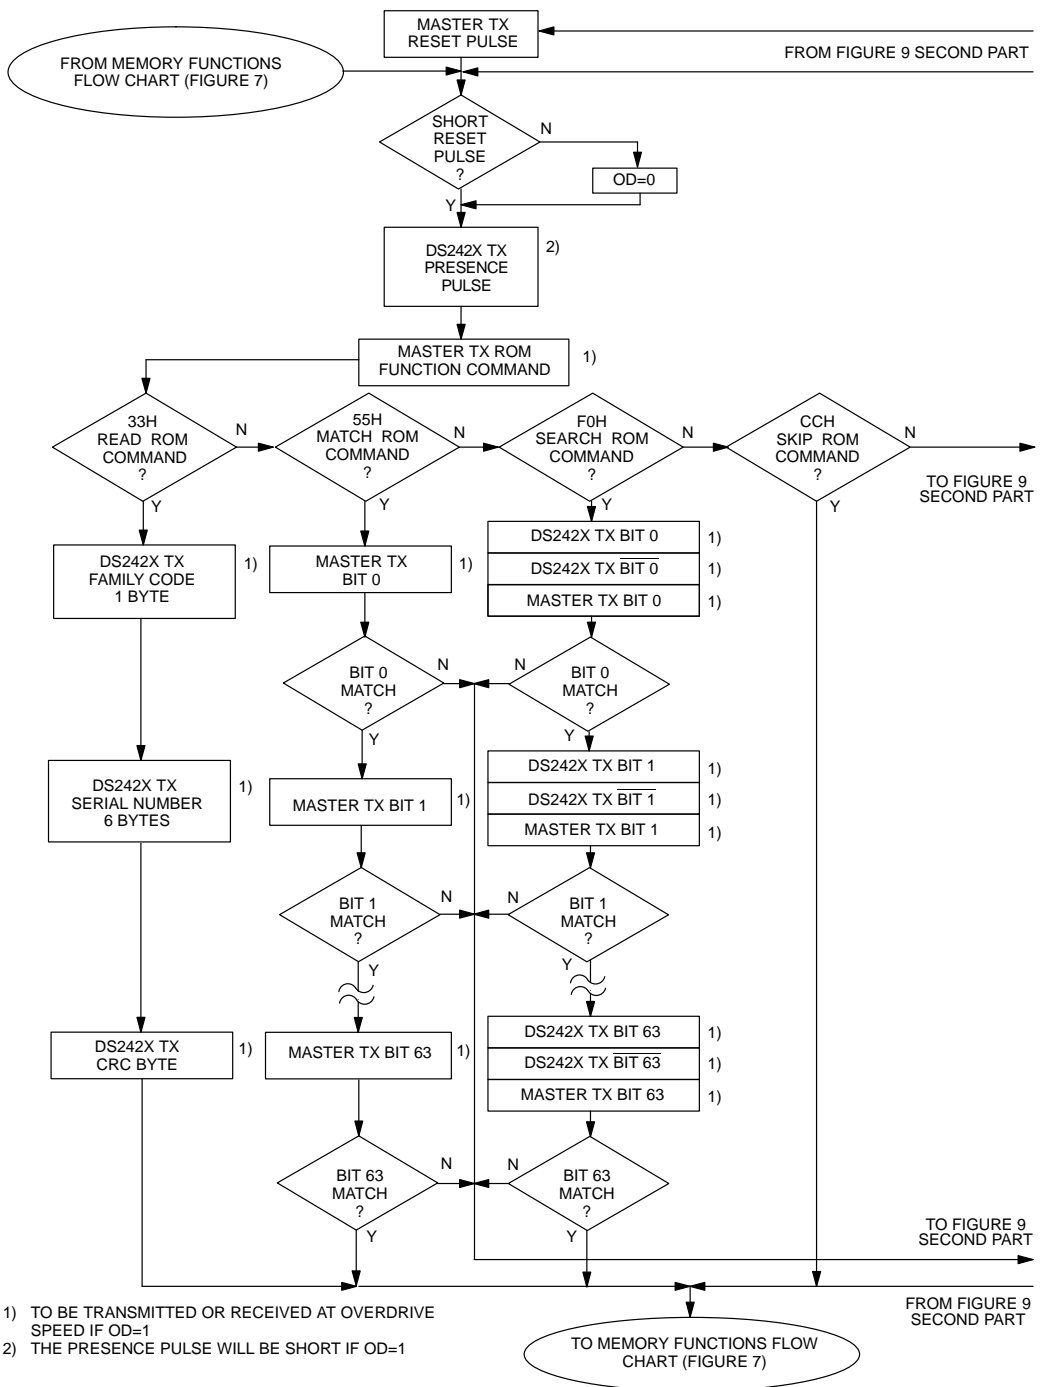 MASTER TX
RESET PULSE
FROM FIGURE 9 SECOND PART
FROM MEMORY FUNCTIONS
FLOW CHART (FIGURE 7)
SHORT
RESET
PULSE
?
N
OD=0
Y
DS242X TX
PRESENCE
PULSE
2)
MASTER TX ROM
FUNCTION COMMAND
1)
33H
READ ROM
COMMAND
?
N
Y
55H
MATCH ROM
COMMAND
?
N
Y
F0H
SEARCH ROM
COMMAND
?
N
Y
CCH
SKIP ROM
COMMAND
?
N
Y
TO FIGURE 9
SECOND PART
DS242X TX
FAMILY CODE
1 BYTE
1)
MASTER TX
BIT 0
1)
DS242X TX BIT 0
1)
DS242X TX B̅I̅T̅ ̅0̅
1)
MASTER TX BIT 0
1)
BIT 0
MATCH
?
N
Y
BIT 0
MATCH
?
N
Y
DS242X TX
SERIAL NUMBER
6 BYTES
1)
MASTER TX BIT 1
1)
DS242X TX BIT 1
1)
DS242X TX B̅I̅T̅ ̅1̅
1)
MASTER TX BIT 1
1)
BIT 1
MATCH
?
N
Y
BIT 1
MATCH
?
N
Y
DS242X TX
CRC BYTE
1)
MASTER TX BIT 63
1)
DS242X TX BIT 63
1)
DS242X TX B̅I̅T̅ ̅6̅3̅
1)
MASTER TX BIT 63
1)
BIT 63
MATCH
?
N
Y
BIT 63
MATCH
?
N
Y
TO FIGURE 9
SECOND PART
FROM FIGURE 9
SECOND PART
1) TO BE TRANSMITTED OR RECEIVED AT OVERDRIVE
SPEED IF OD=1
2) THE PRESENCE PULSE WILL BE SHORT IF OD=1
TO MEMORY FUNCTIONS FLOW
CHART (FIGURE 7)